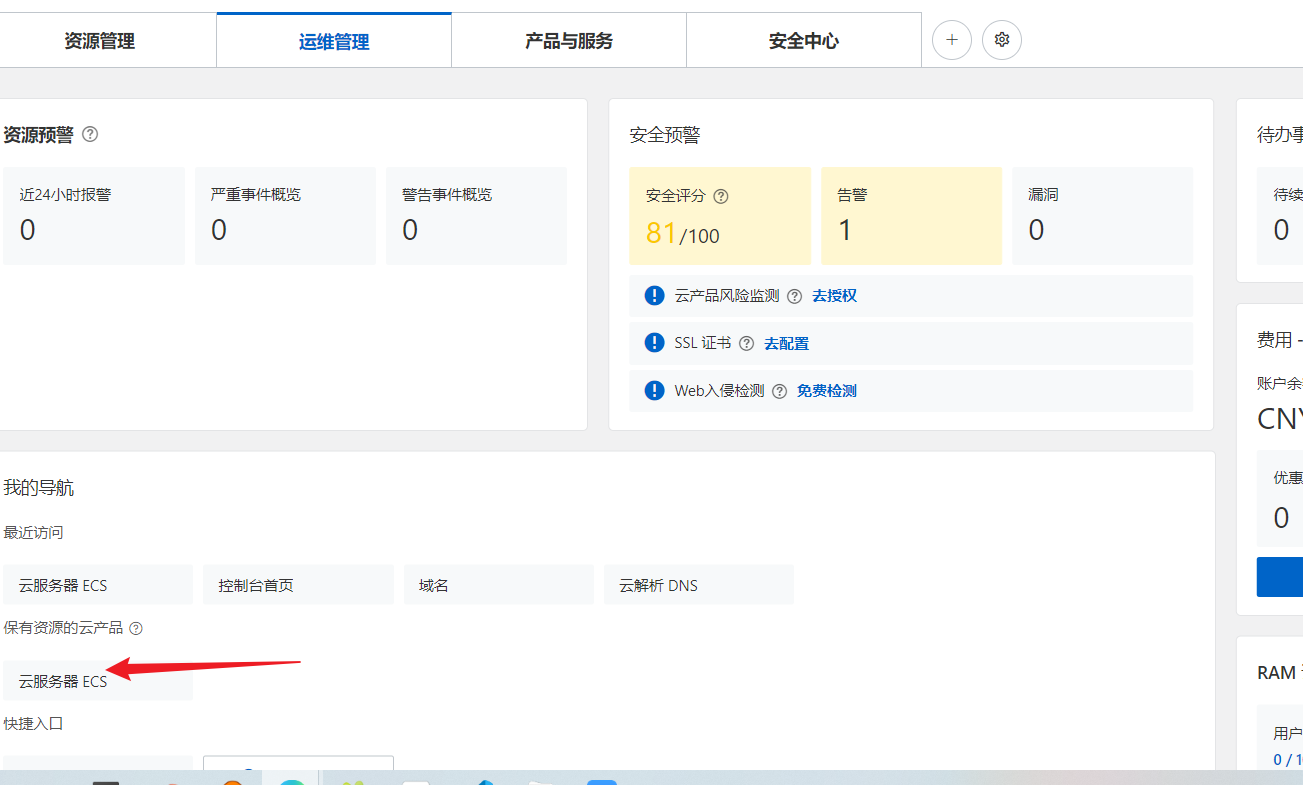 资源管理
运维管理
产品与服务
安全中心
资源预警
近24小时报警
0
严重事件概览
0
警告事件概览
0
安全预警
安全评分
81/100
告警
1
漏洞
0
云产品风险监测 去授权
SSL 证书 去配置
Web入侵检测 免费检测
我的导航
最近访问
云服务器 ECS
控制台首页
域名
云解析 DNS
保有资源的云产品
云服务器 ECS
快捷入口
待办事
待续
0
费用 -
账户余
CNY
优惠
0
RAM
用户
0 / 1